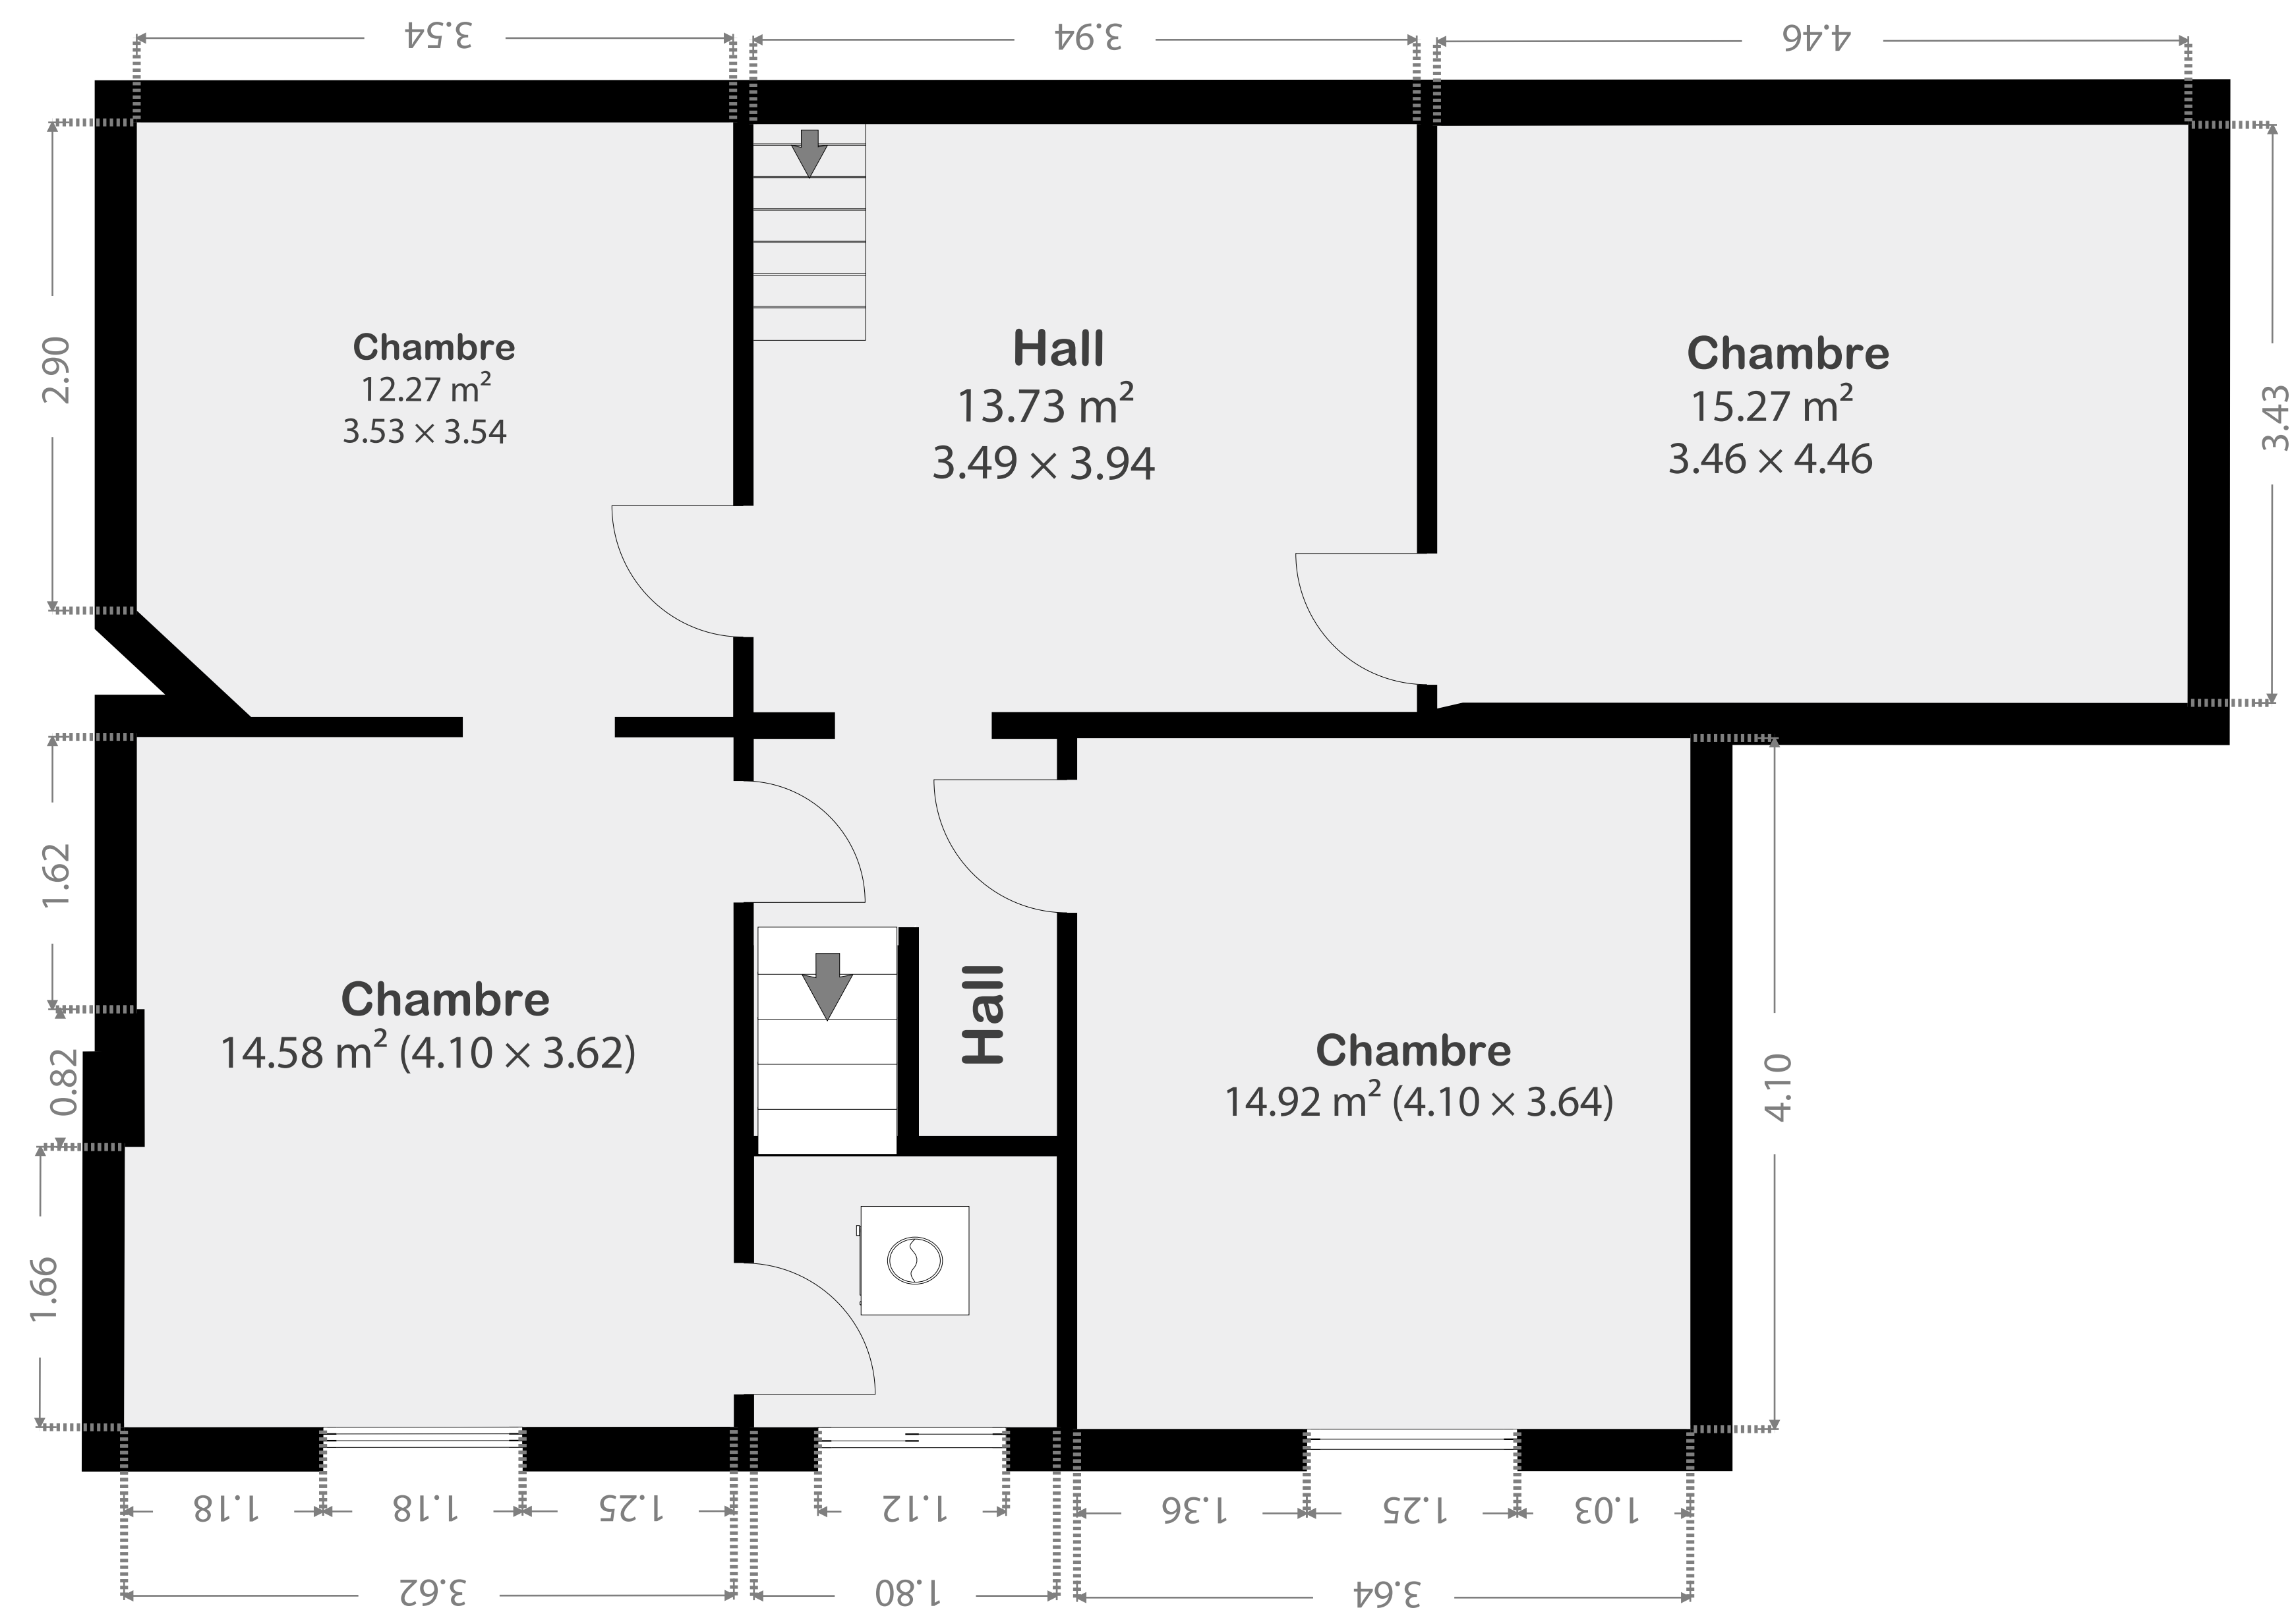 3.54
3.94
4.46
2.90
Chambre
12.27 m²
3.53 × 3.54
Hall
13.73 m²
3.49 × 3.94
Chambre
15.27 m²
3.46 × 4.46
3.43
1.62
0.82
1.66
Chambre
14.58 m² (4.10 × 3.62)
Hall
Chambre
14.92 m² (4.10 × 3.64)
4.10
1.18
1.18
1.25
1.12
1.36
1.25
1.03
3.62
1.80
3.64